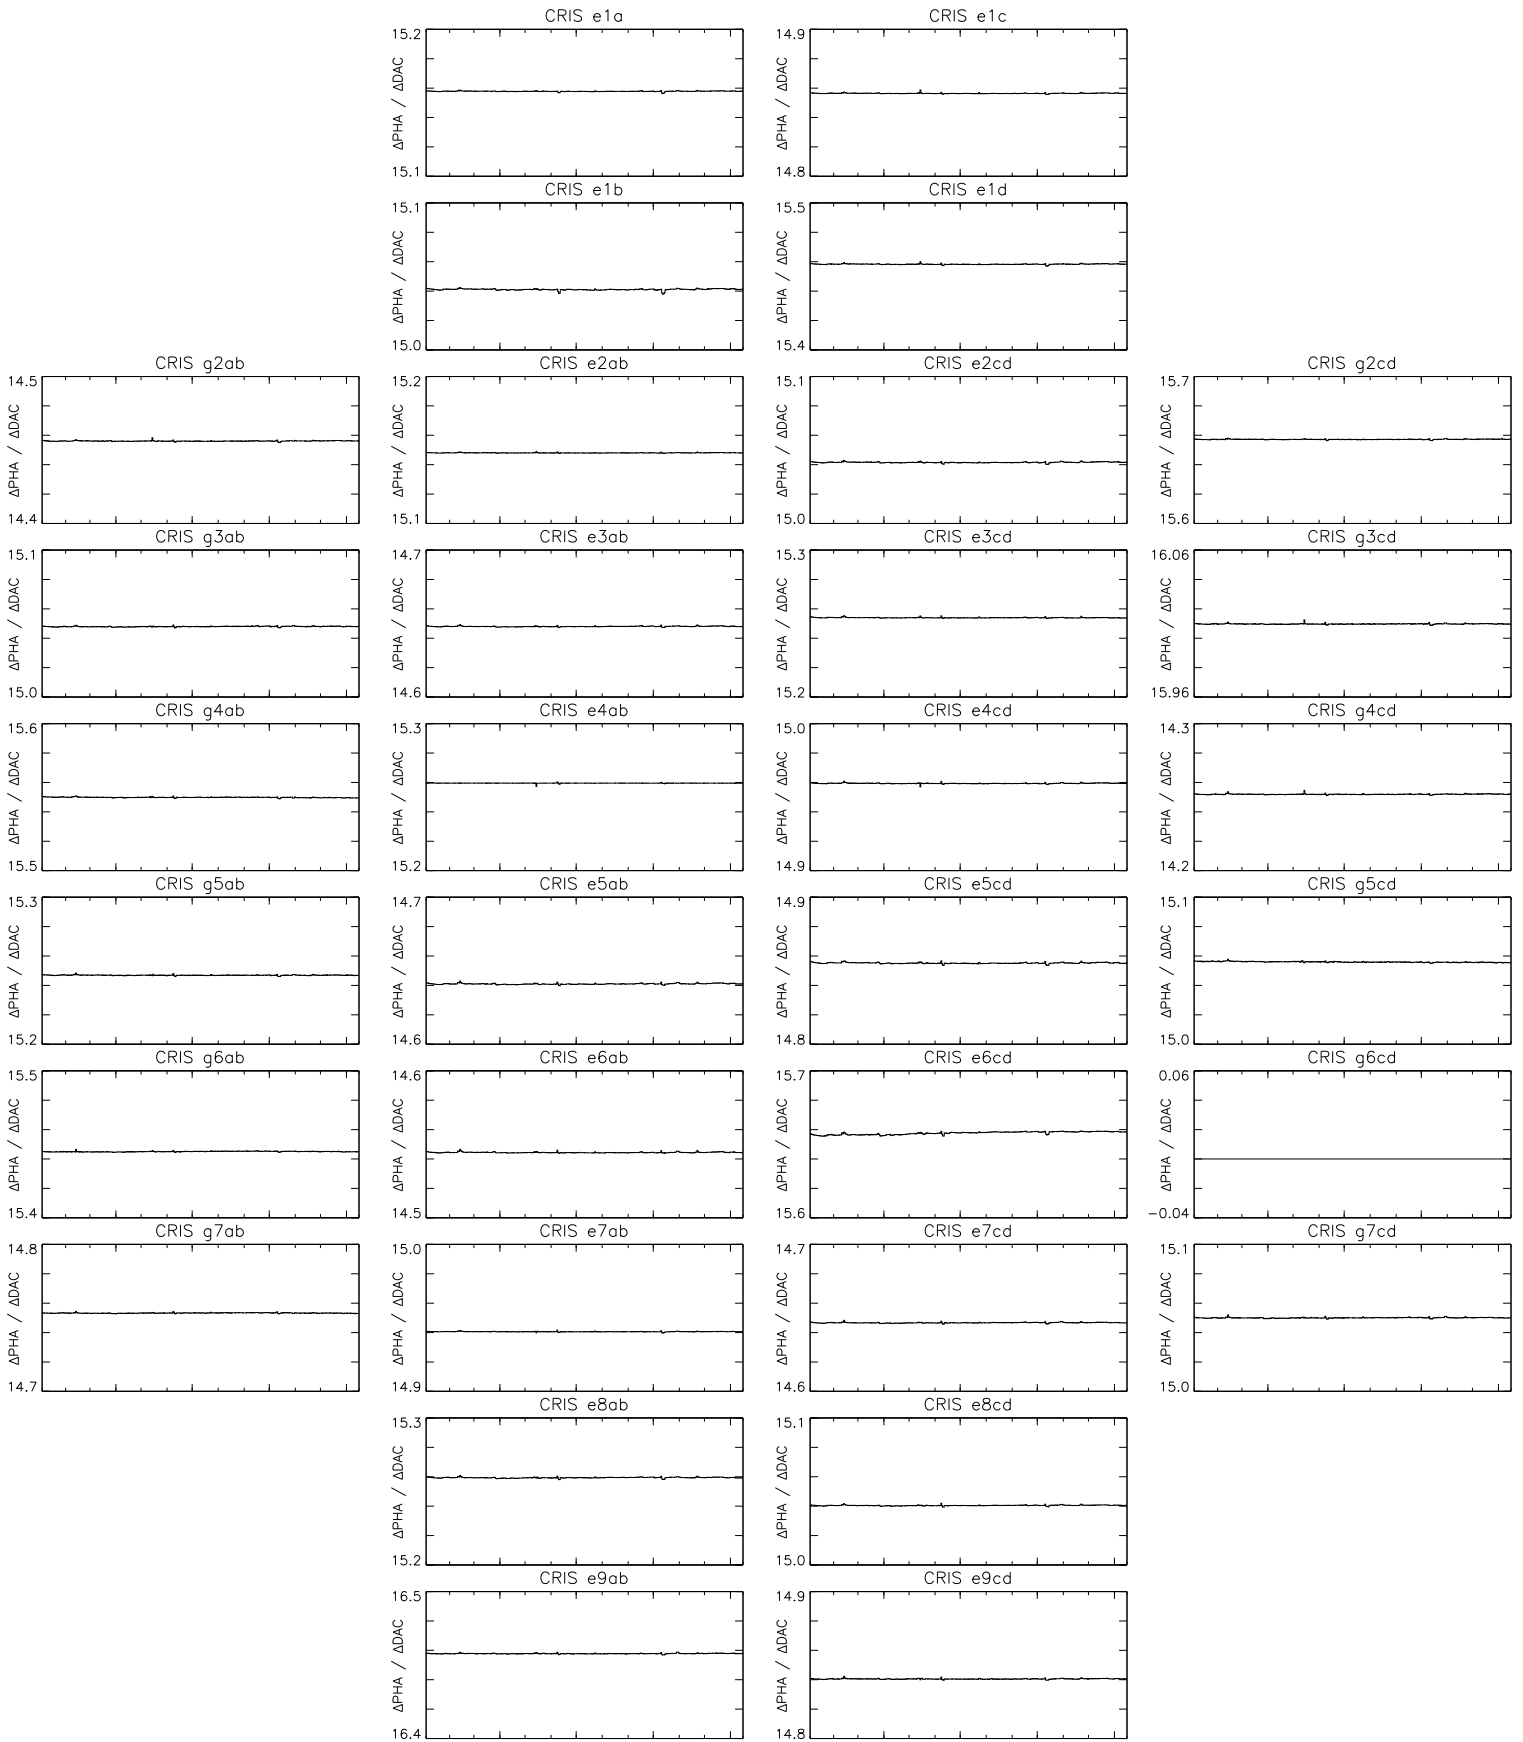 CRIS e1a
15.2
ΔPHA / ΔDAC
15.1
CRIS e1c
14.9
ΔPHA / ΔDAC
14.8
CRIS e1b
15.1
ΔPHA / ΔDAC
15.0
CRIS e1d
15.5
ΔPHA / ΔDAC
15.4
CRIS g2ab
14.5
ΔPHA / ΔDAC
14.4
CRIS e2ab
15.2
ΔPHA / ΔDAC
15.1
CRIS e2cd
15.1
ΔPHA / ΔDAC
15.0
CRIS g2cd
15.7
ΔPHA / ΔDAC
15.6
CRIS g3ab
15.1
ΔPHA / ΔDAC
15.0
CRIS e3ab
14.7
ΔPHA / ΔDAC
14.6
CRIS e3cd
15.3
ΔPHA / ΔDAC
15.2
CRIS g3cd
16.06
ΔPHA / ΔDAC
15.96
CRIS g4ab
15.6
ΔPHA / ΔDAC
15.5
CRIS e4ab
15.3
ΔPHA / ΔDAC
15.2
CRIS e4cd
15.0
ΔPHA / ΔDAC
14.9
CRIS g4cd
14.3
ΔPHA / ΔDAC
14.2
CRIS g5ab
15.3
ΔPHA / ΔDAC
15.2
CRIS e5ab
14.7
ΔPHA / ΔDAC
14.6
CRIS e5cd
14.9
ΔPHA / ΔDAC
14.8
CRIS g5cd
15.1
ΔPHA / ΔDAC
15.0
CRIS g6ab
15.5
ΔPHA / ΔDAC
15.4
CRIS e6ab
14.6
ΔPHA / ΔDAC
14.5
CRIS e6cd
15.7
ΔPHA / ΔDAC
15.6
CRIS g6cd
0.06
ΔPHA / ΔDAC
-0.04
CRIS g7ab
14.8
ΔPHA / ΔDAC
14.7
CRIS e7ab
15.0
ΔPHA / ΔDAC
14.9
CRIS e7cd
14.7
ΔPHA / ΔDAC
14.6
CRIS g7cd
15.1
ΔPHA / ΔDAC
15.0
CRIS e8ab
15.3
ΔPHA / ΔDAC
15.2
CRIS e8cd
15.1
ΔPHA / ΔDAC
15.0
CRIS e9ab
16.5
ΔPHA / ΔDAC
16.4
CRIS e9cd
14.9
ΔPHA / ΔDAC
14.8